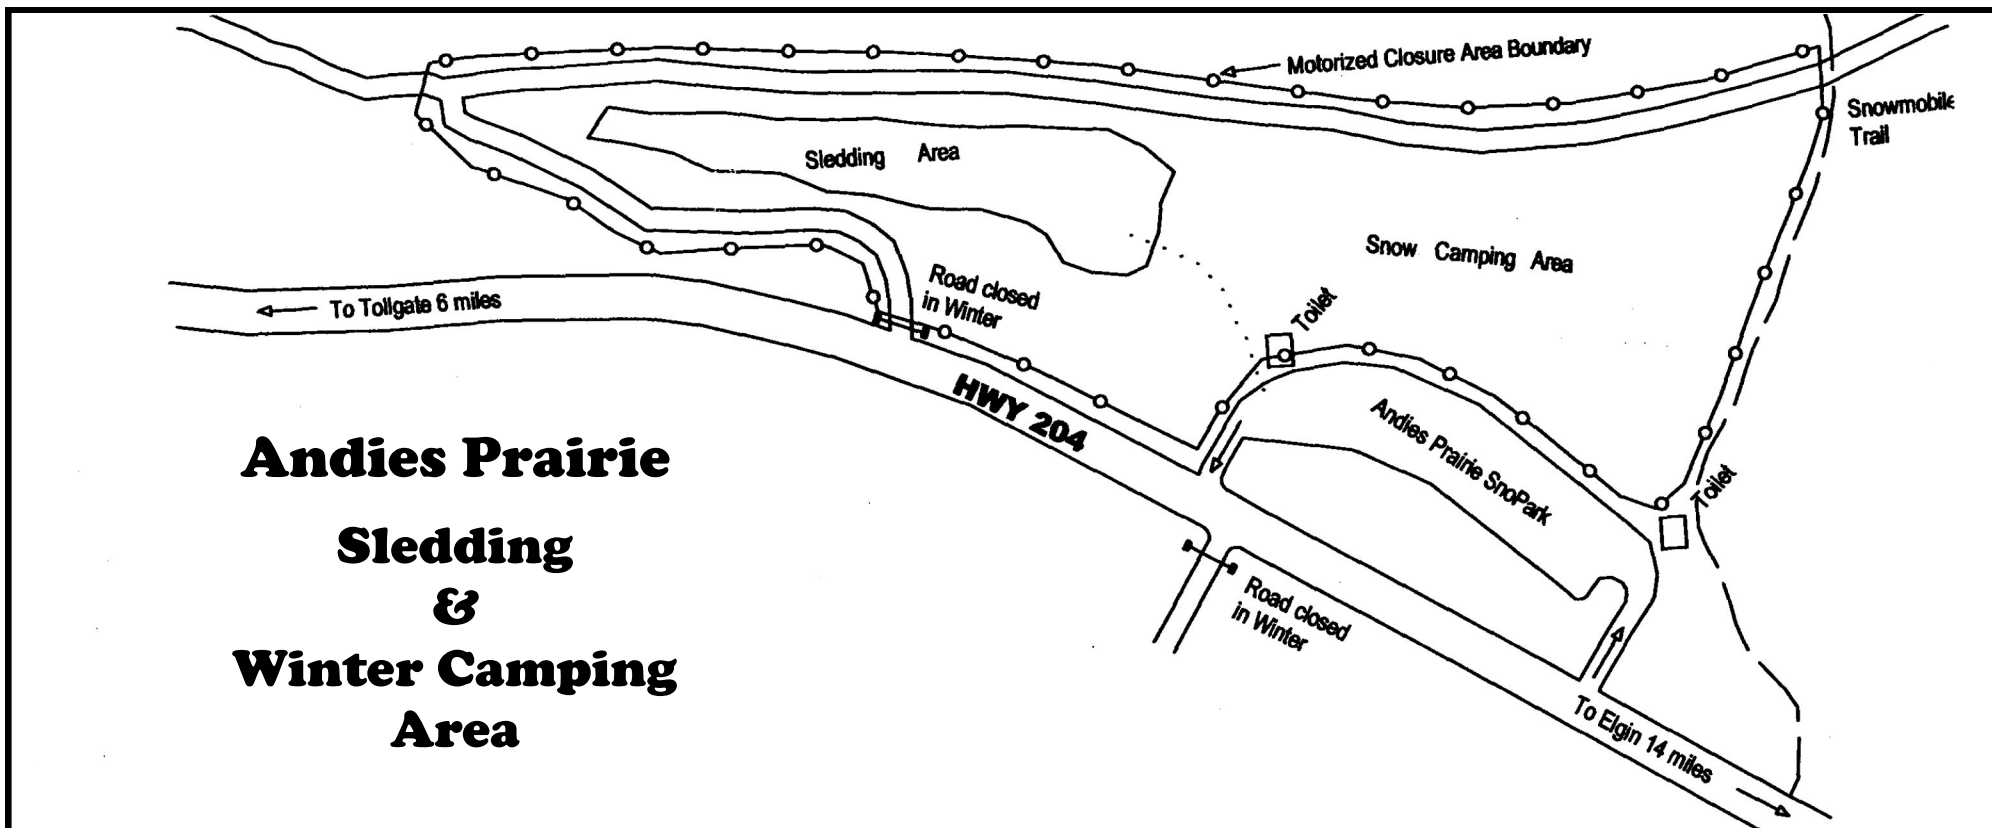 Motorized Closure Area Boundary
Snowmobile
Trail
Sledding Area
Snow Camping Area
To Tollgate 6 miles
Road closed
in Winter
Toilet
HWY 204
Andies Prairie SnoPark
Toilet
Road closed
in Winter
To Elgin 14 miles
Andies Prairie
Sledding
&
Winter Camping
Area